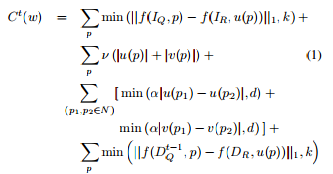 C^t(w) = ∑_p min (||f(I_Q, p) − f(I_R, u(p))||_1, k) +
∑_p ν (|u(p)| + |v(p)|) + (1)
∑_{(p_1,p_2∈N)} [ min (α|u(p_1) − u(p_2)|, d) +
min (α|v(p_1) − v(p_2)|, d) ] +
∑_p min (||f(D_Q^{t−1}, p) − f(D_R, u(p))||_1, k)